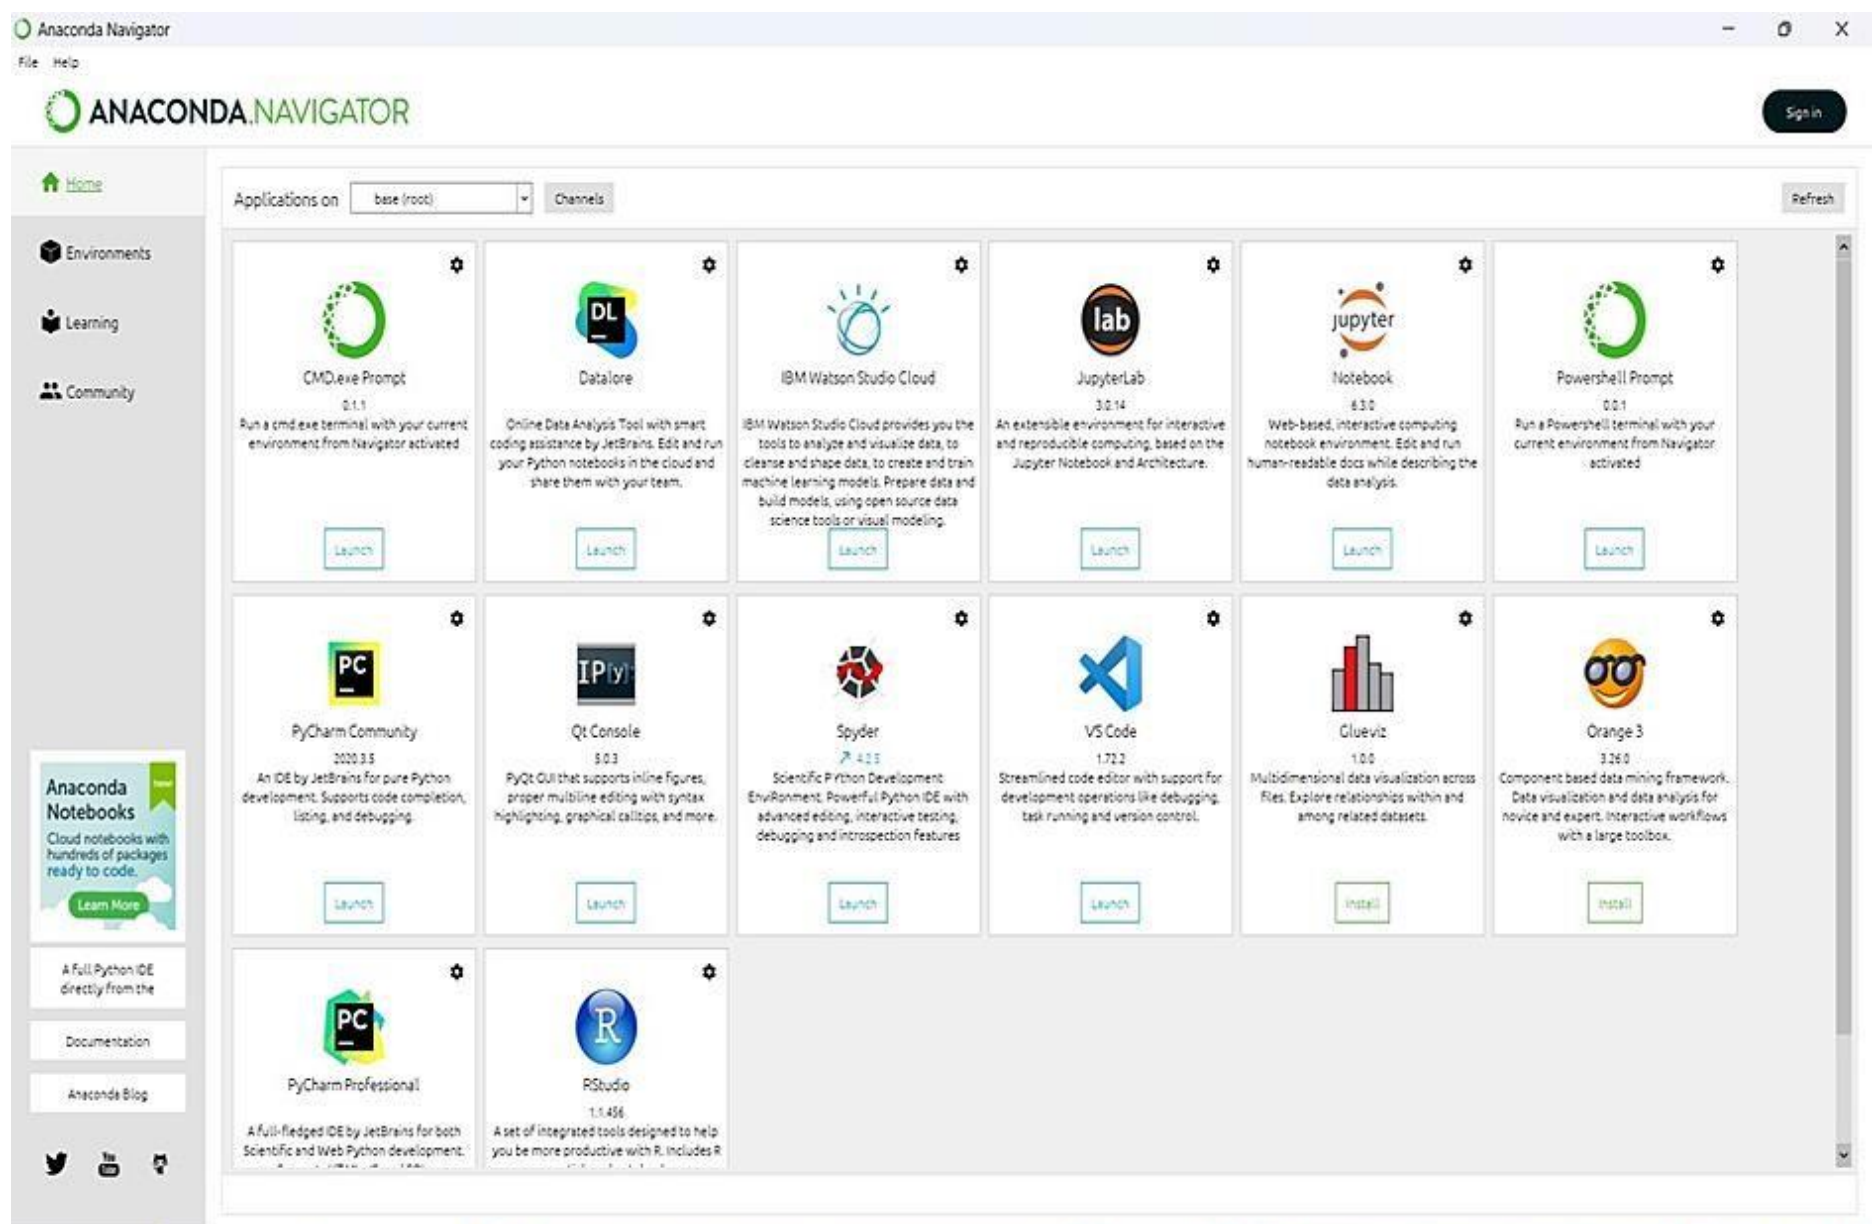 Anaconda Navigator
File Help
ANACONDA.NAVIGATOR
Sign in
Home
Environments
Learning
Community
Anaconda
Notebooks
Cloud notebooks with
hundreds of packages
ready to code.
Learn More
A Full Python IDE
directly from the
Documentation
Anaconda Blog
You
Applications on base (root) Channels
Refresh
CMD.exe Prompt
0.1.1
Run a cmd.exe terminal with your current
environment from Navigator activated
Launch
DL
Datalore
Online Data Analysis Tool with smart
coding assistance by JetBrains. Edit and run
your Python notebooks in the cloud and
share them with your team.
Launch
IBM Watson Studio Cloud
IBM Watson Studio Cloud provides you the
tools to analyze and visualize data, to
cleanse and shape data, to create and train
machine learning models. Prepare data and
build models, using open source data
science tools or visual modeling.
Launch
lab
JupyterLab
3.0.14
An extensible environment for interactive
and reproducible computing, based on the
Jupyter Notebook and Architecture.
Launch
jupyter
Notebook
6.3.0
Web-based, interactive computing
notebook environment. Edit and run
human-readable docs while describing the
data analysis.
Launch
Powershell Prompt
0.0.1
Run a Powershell terminal with your
current environment from Navigator
activated
Launch
PC
PyCharm Community
2020.3.5
An IDE by JetBrains for pure Python
development. Supports code completion,
listing, and debugging.
Launch
IP[y]:
Qt Console
5.0.3
PyQt GUI that supports inline figures,
proper multiline editing with syntax
highlighting, graphical calltips, and more.
Launch
Spyder
4.2.5
Scientific PYthon Development
EnviRonment. Powerful Python IDE with
advanced editing, interactive testing,
debugging and introspection features
Launch
VS Code
1.72.2
Streamlined code editor with support for
development operations like debugging,
task running and version control.
Launch
Glueviz
1.0.0
Multidimensional data visualization across
files. Explore relationships within and
among related datasets.
Install
Orange 3
3.26.0
Component based data mining framework.
Data visualization and data analysis for
novice and expert. Interactive workflows
with a large toolbox.
Install
PC
PyCharm Professional
A full-fledged IDE by JetBrains for both
Scientific and Web Python development.
R
RStudio
1.1.456
A set of integrated tools designed to help
you be more productive with R. Includes R